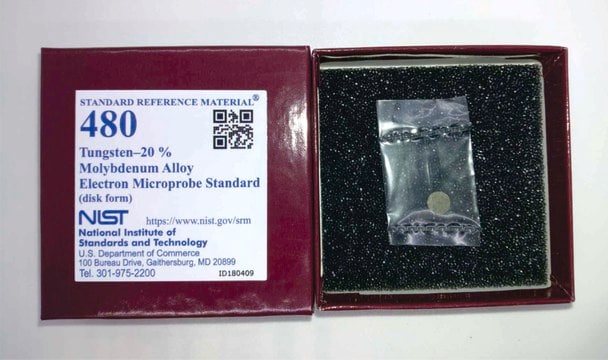 STANDARD REFERENCE MATERIAL®
480
Tungsten–20 %
Molybdenum Alloy
Electron Microprobe Standard
(disk form)
NIST https://www.nist.gov/srm
National Institute of
Standards and Technology
U.S. Department of Commerce
100 Bureau Drive, Gaithersburg, MD 20899
Tel. 301-975-2200 ID180409